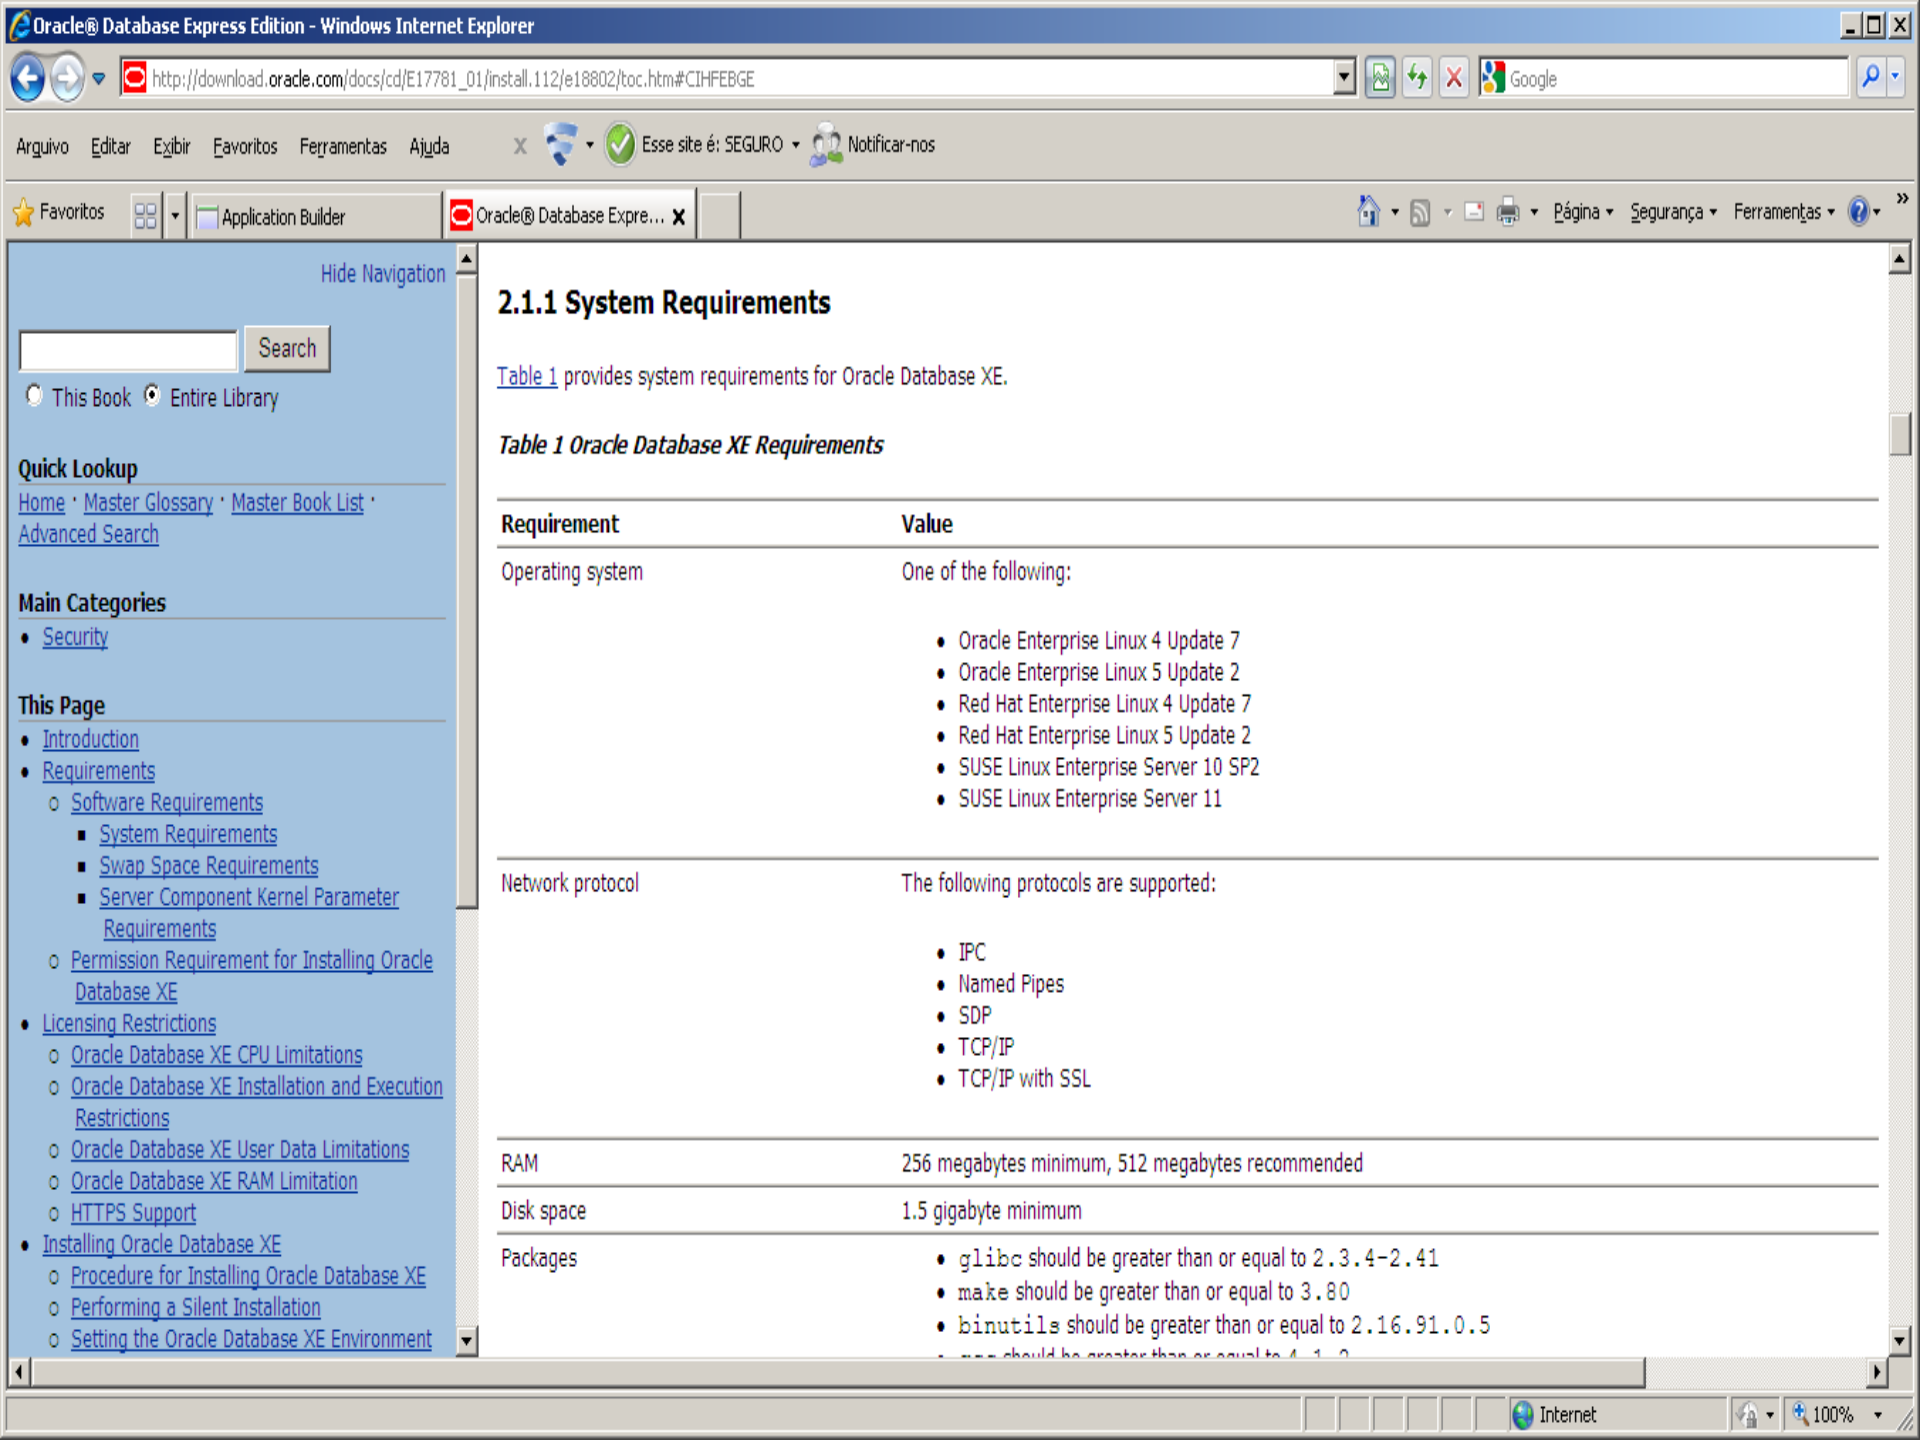 Oracle® Database Express Edition - Windows Internet Explorer
http://download.oracle.com/docs/cd/E17781_01/install.112/e18802/toc.htm#CIHFEBGE
Google
Arquivo Editar Exibir Favoritos Ferramentas Ajuda
X
Esse site é: SEGURO
Notificar-nos
Favoritos
Application Builder
Oracle® Database Expre... X
Página Segurança Ferramentas »
Hide Navigation
Search
This Book Entire Library
Quick Lookup
Home · Master Glossary · Master Book List ·
Advanced Search
Main Categories
• Security
This Page
• Introduction
• Requirements
o Software Requirements
▪ System Requirements
▪ Swap Space Requirements
▪ Server Component Kernel Parameter
Requirements
o Permission Requirement for Installing Oracle
Database XE
• Licensing Restrictions
o Oracle Database XE CPU Limitations
o Oracle Database XE Installation and Execution
Restrictions
o Oracle Database XE User Data Limitations
o Oracle Database XE RAM Limitation
o HTTPS Support
• Installing Oracle Database XE
o Procedure for Installing Oracle Database XE
o Performing a Silent Installation
o Setting the Oracle Database XE Environment
2.1.1 System Requirements
Table 1 provides system requirements for Oracle Database XE.
Table 1 Oracle Database XE Requirements
Requirement Value
Operating system One of the following:
• Oracle Enterprise Linux 4 Update 7
• Oracle Enterprise Linux 5 Update 2
• Red Hat Enterprise Linux 4 Update 7
• Red Hat Enterprise Linux 5 Update 2
• SUSE Linux Enterprise Server 10 SP2
• SUSE Linux Enterprise Server 11
Network protocol The following protocols are supported:
• IPC
• Named Pipes
• SDP
• TCP/IP
• TCP/IP with SSL
RAM 256 megabytes minimum, 512 megabytes recommended
Disk space 1.5 gigabyte minimum
Packages • glibc should be greater than or equal to 2.3.4-2.41
• make should be greater than or equal to 3.80
• binutils should be greater than or equal to 2.16.91.0.5
should be greater than or equal to
Internet
100%